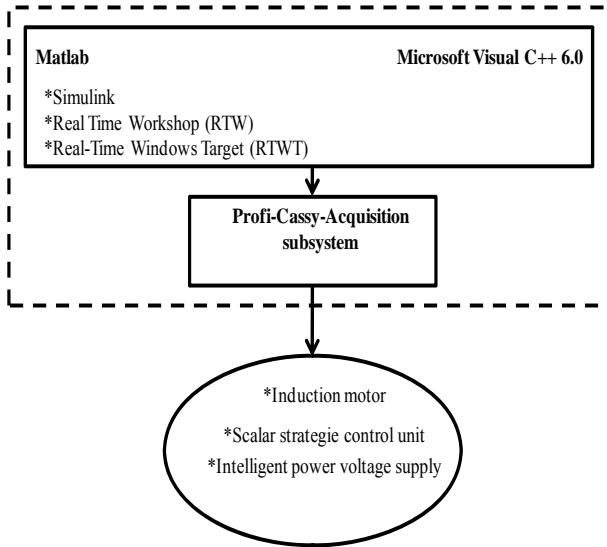 Matlab Microsoft Visual C++ 6.0
*Simulink
*Real Time Workshop (RTW)
*Real-Time Windows Target (RTWT)
Profi-Cassy-Acquisition
subsystem
*Induction motor
*Scalar strategie control unit
*Intelligent power voltage supply